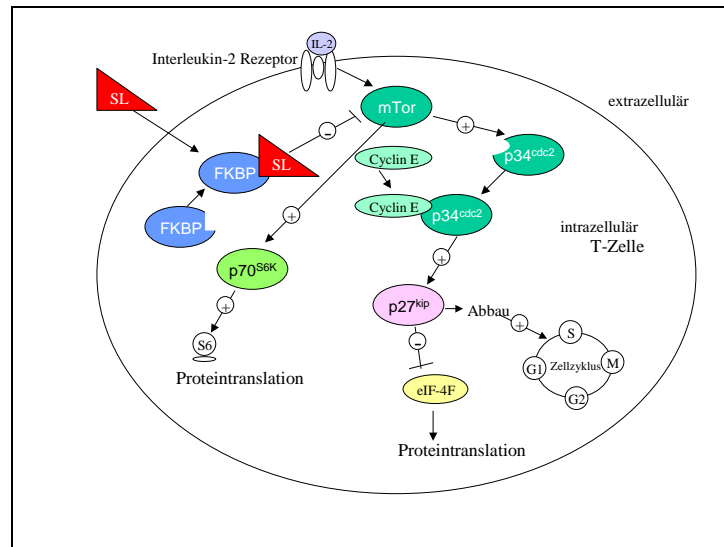 IL-2
Interleukin-2 Rezeptor
SL
extrazellulär
mTor
-
+
SL
p34cdc2
Cyclin E
FKBP
Cyclin E
p34cdc2
FKBP
+
intrazellulär
T-Zelle
+
p70S6K
p27kip
Abbau
+
+
S
S6
-
G1
Zellzyklus
M
Proteintranslation
eIF-4F
G2
Proteintranslation